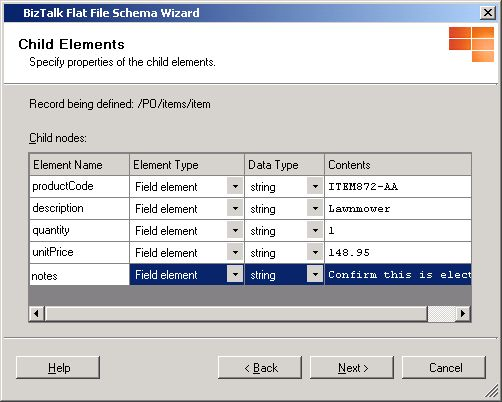 BizTalk Flat File Schema Wizard
Child Elements
Specify properties of the child elements.
Record being defined: /PO/items/item
Child nodes:
Element Name Element Type Data Type Contents
productCode Field element string ITEM872-AA
description Field element string Lawnmower
quantity Field element string 1
unitPrice Field element string 148.95
notes Field element string Confirm this is elect
Help < Back Next > Cancel